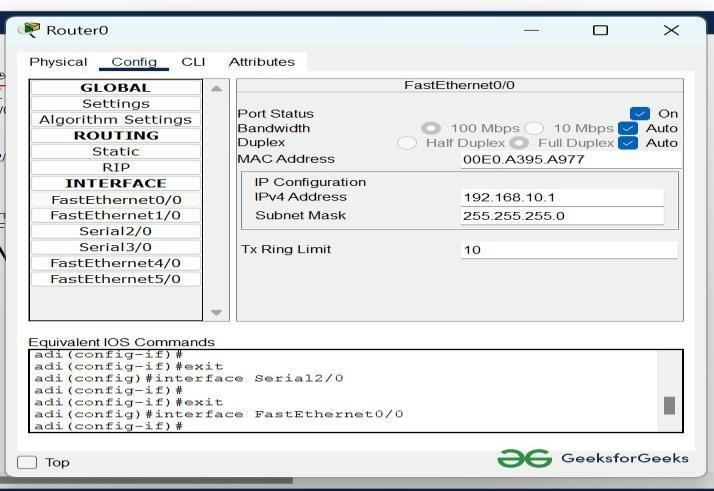 Router0
Physical Config CLI Attributes
GLOBAL
Settings
Algorithm Settings
ROUTING
Static
RIP
INTERFACE
FastEthernet0/0
FastEthernet1/0
Serial2/0
Serial3/0
FastEthernet4/0
FastEthernet5/0
FastEthernet0/0
Port Status On
Bandwidth 100 Mbps 10 Mbps Auto
Duplex Half Duplex Full Duplex Auto
MAC Address 00E0.A395.A977
IP Configuration
IPv4 Address 192.168.10.1
Subnet Mask 255.255.255.0
Tx Ring Limit 10
Equivalent IOS Commands
adi(config-if)#
adi(config-if)#exit
adi(config)#interface Serial2/0
adi(config-if)#
adi(config-if)#exit
adi(config)#interface FastEthernet0/0
adi(config-if)#
Top
GeeksforGeeks